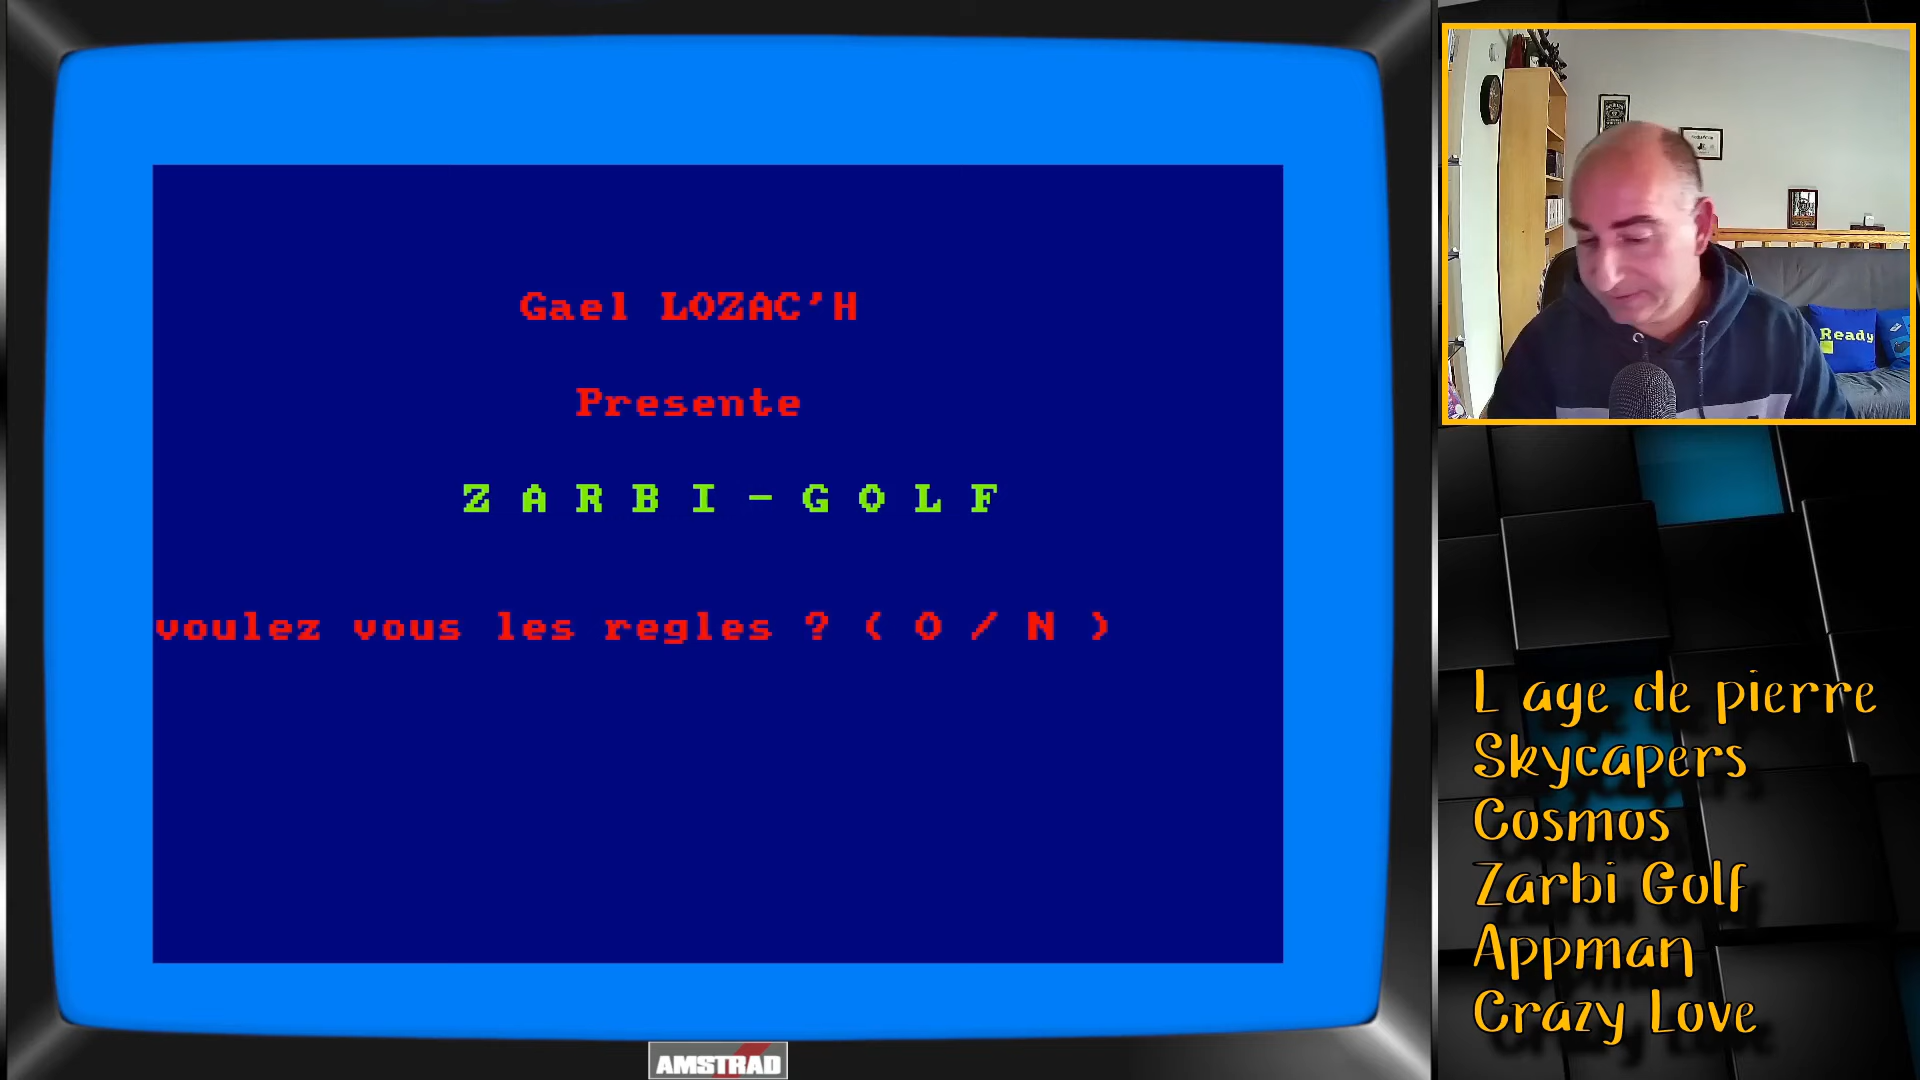 Gael LOZAC'H
Presente
Z A R B I - G O L F
voulez vous les regles ? ( O / N )
AMSTRAD
Ready
L age de pierre
Skycapers
Cosmos
Zarbi Golf
Appman
Crazy Love